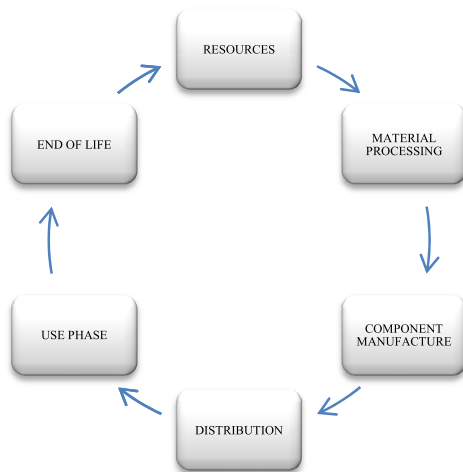 RESOURCES
MATERIAL
PROCESSING
COMPONENT
MANUFACTURE
DISTRIBUTION
USE PHASE
END OF LIFE